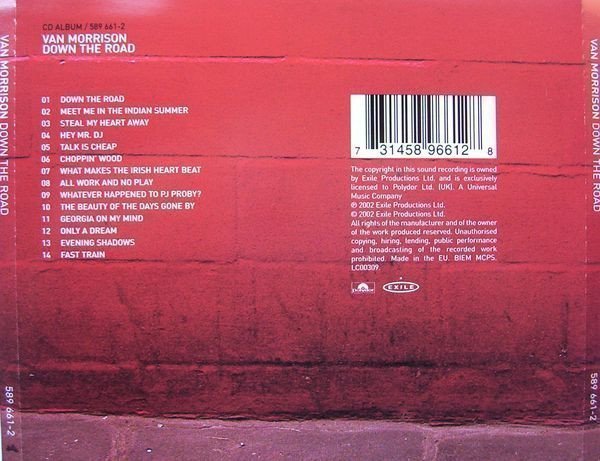 CD ALBUM / 589 661-2
VAN MORRISON
DOWN THE ROAD
01 DOWN THE ROAD
02 MEET ME IN THE INDIAN SUMMER
03 STEAL MY HEART AWAY
04 HEY MR. DJ
05 TALK IS CHEAP
06 CHOPPIN' WOOD
07 WHAT MAKES THE IRISH HEART BEAT
08 ALL WORK AND NO PLAY
09 WHATEVER HAPPENED TO PJ PROBY?
10 THE BEAUTY OF THE DAYS GONE BY
11 GEORGIA ON MY MIND
12 ONLY A DREAM
13 EVENING SHADOWS
14 FAST TRAIN
7 31458 96612 8
The copyright in this sound recording is owned
by Exile Productions Ltd. and is exclusively
licensed to Polydor Ltd. (UK). A Universal
Music Company
℗ 2002 Exile Productions Ltd.
© 2002 Exile Productions Ltd.
All rights of the manufacturer and of the owner
of the work produced reserved. Unauthorised
copying, hiring, lending, public performance
and broadcasting of the recorded work
prohibited. Made in the EU. BIEM MCPS.
LC00309.
Polydor
EXILE
VAN MORRISON DOWN THE ROAD
589 661-2
VAN MORRISON DOWN THE ROAD
589 661-2